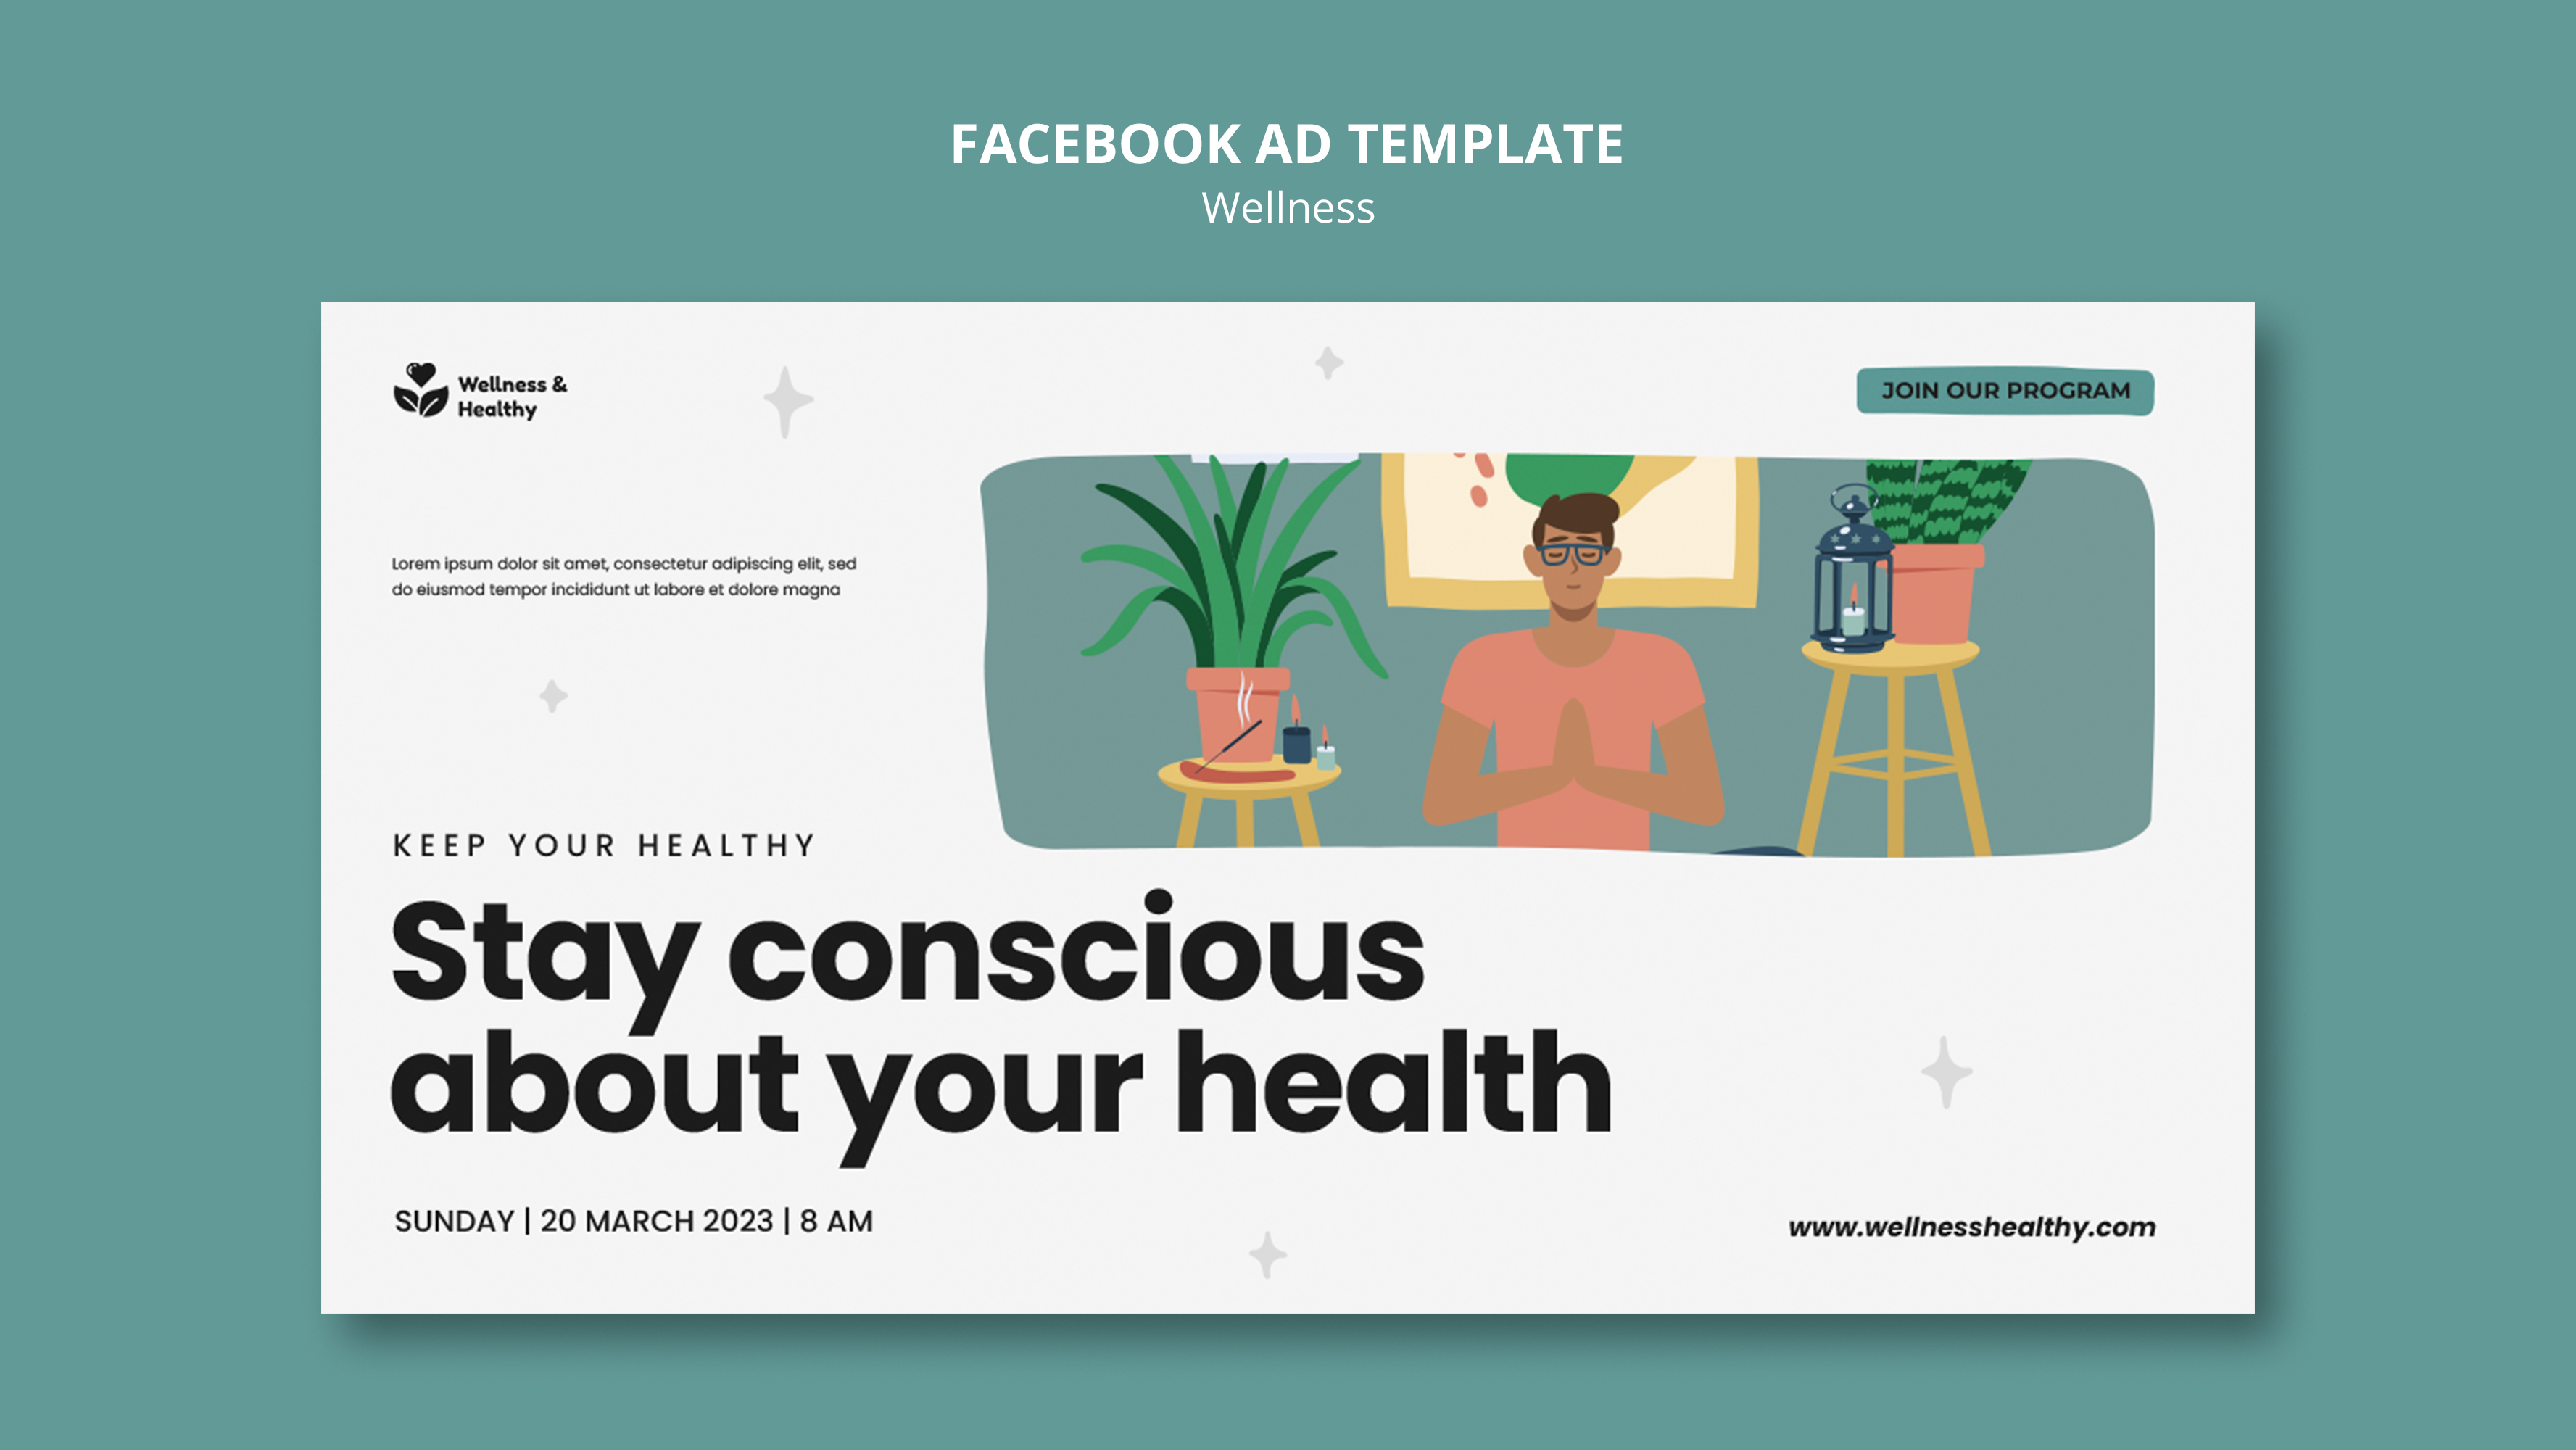 FACEBOOK AD TEMPLATE
Wellness
Wellness &
Healthy
JOIN OUR PROGRAM
Lorem ipsum dolor sit amet, consectetur adipiscing elit, sed
do eiusmod tempor incididunt ut labore et dolore magna
KEEP YOUR HEALTHY
Stay conscious
about your health
SUNDAY | 20 MARCH 2023 | 8 AM
www.wellnesshealthy.com